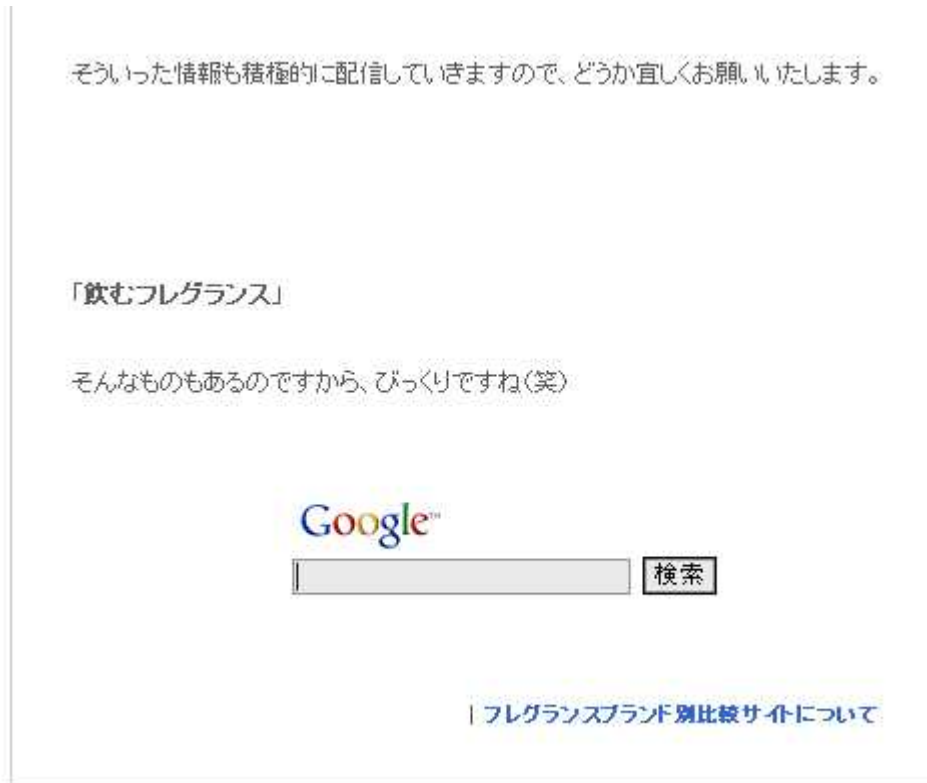 そういった情報も積極的に配信していきますので、どうか宜しくお願いいたします。
「飲むフレグランス」
そんなものもあるのですから、びっくりですね(笑)
Google™
検索
| フレグランスブランド別比較サイトについて